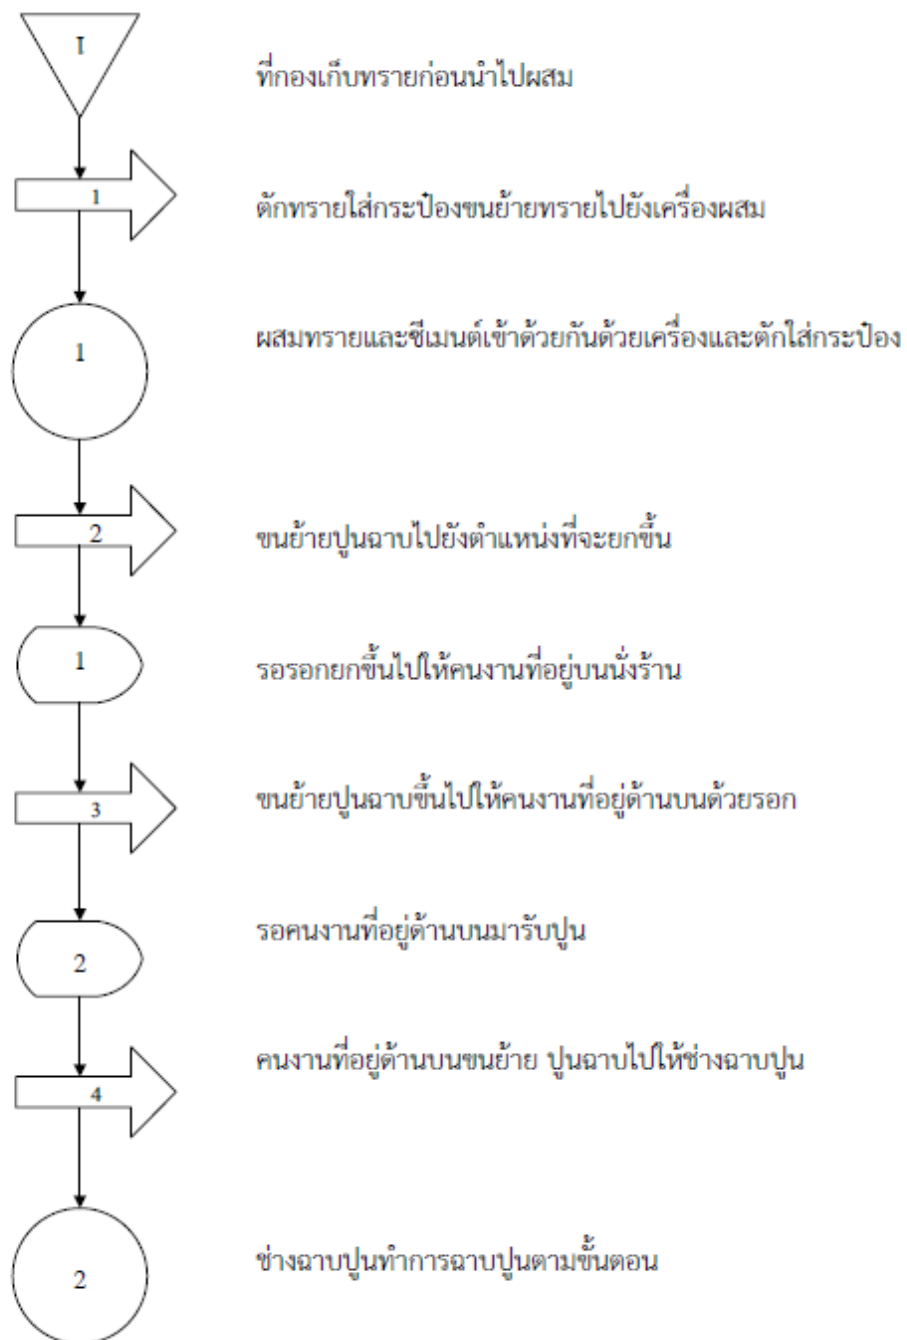 I
ที่กองเก็บทรายก่อนนำไปผสม
1
ตักทรายใส่กระป๋องขนย้ายทรายไปยังเครื่องผสม
1
ผสมทรายและซีเมนต์เข้าด้วยกันด้วยเครื่องและตักใส่กระป๋อง
2
ขนย้ายปูนฉาบไปยังตำแหน่งที่จะยกขึ้น
1
รอรอกยกขึ้นไปให้คนงานที่อยู่บนนั่งร้าน
3
ขนย้ายปูนฉาบขึ้นไปให้คนงานที่อยู่ด้านบนด้วยรอก
2
รอคนงานที่อยู่ด้านบนมารับปูน
4
คนงานที่อยู่ด้านบนขนย้าย ปูนฉาบไปให้ช่างฉาบปูน
2
ช่างฉาบปูนทำการฉาบปูนตามขั้นตอน